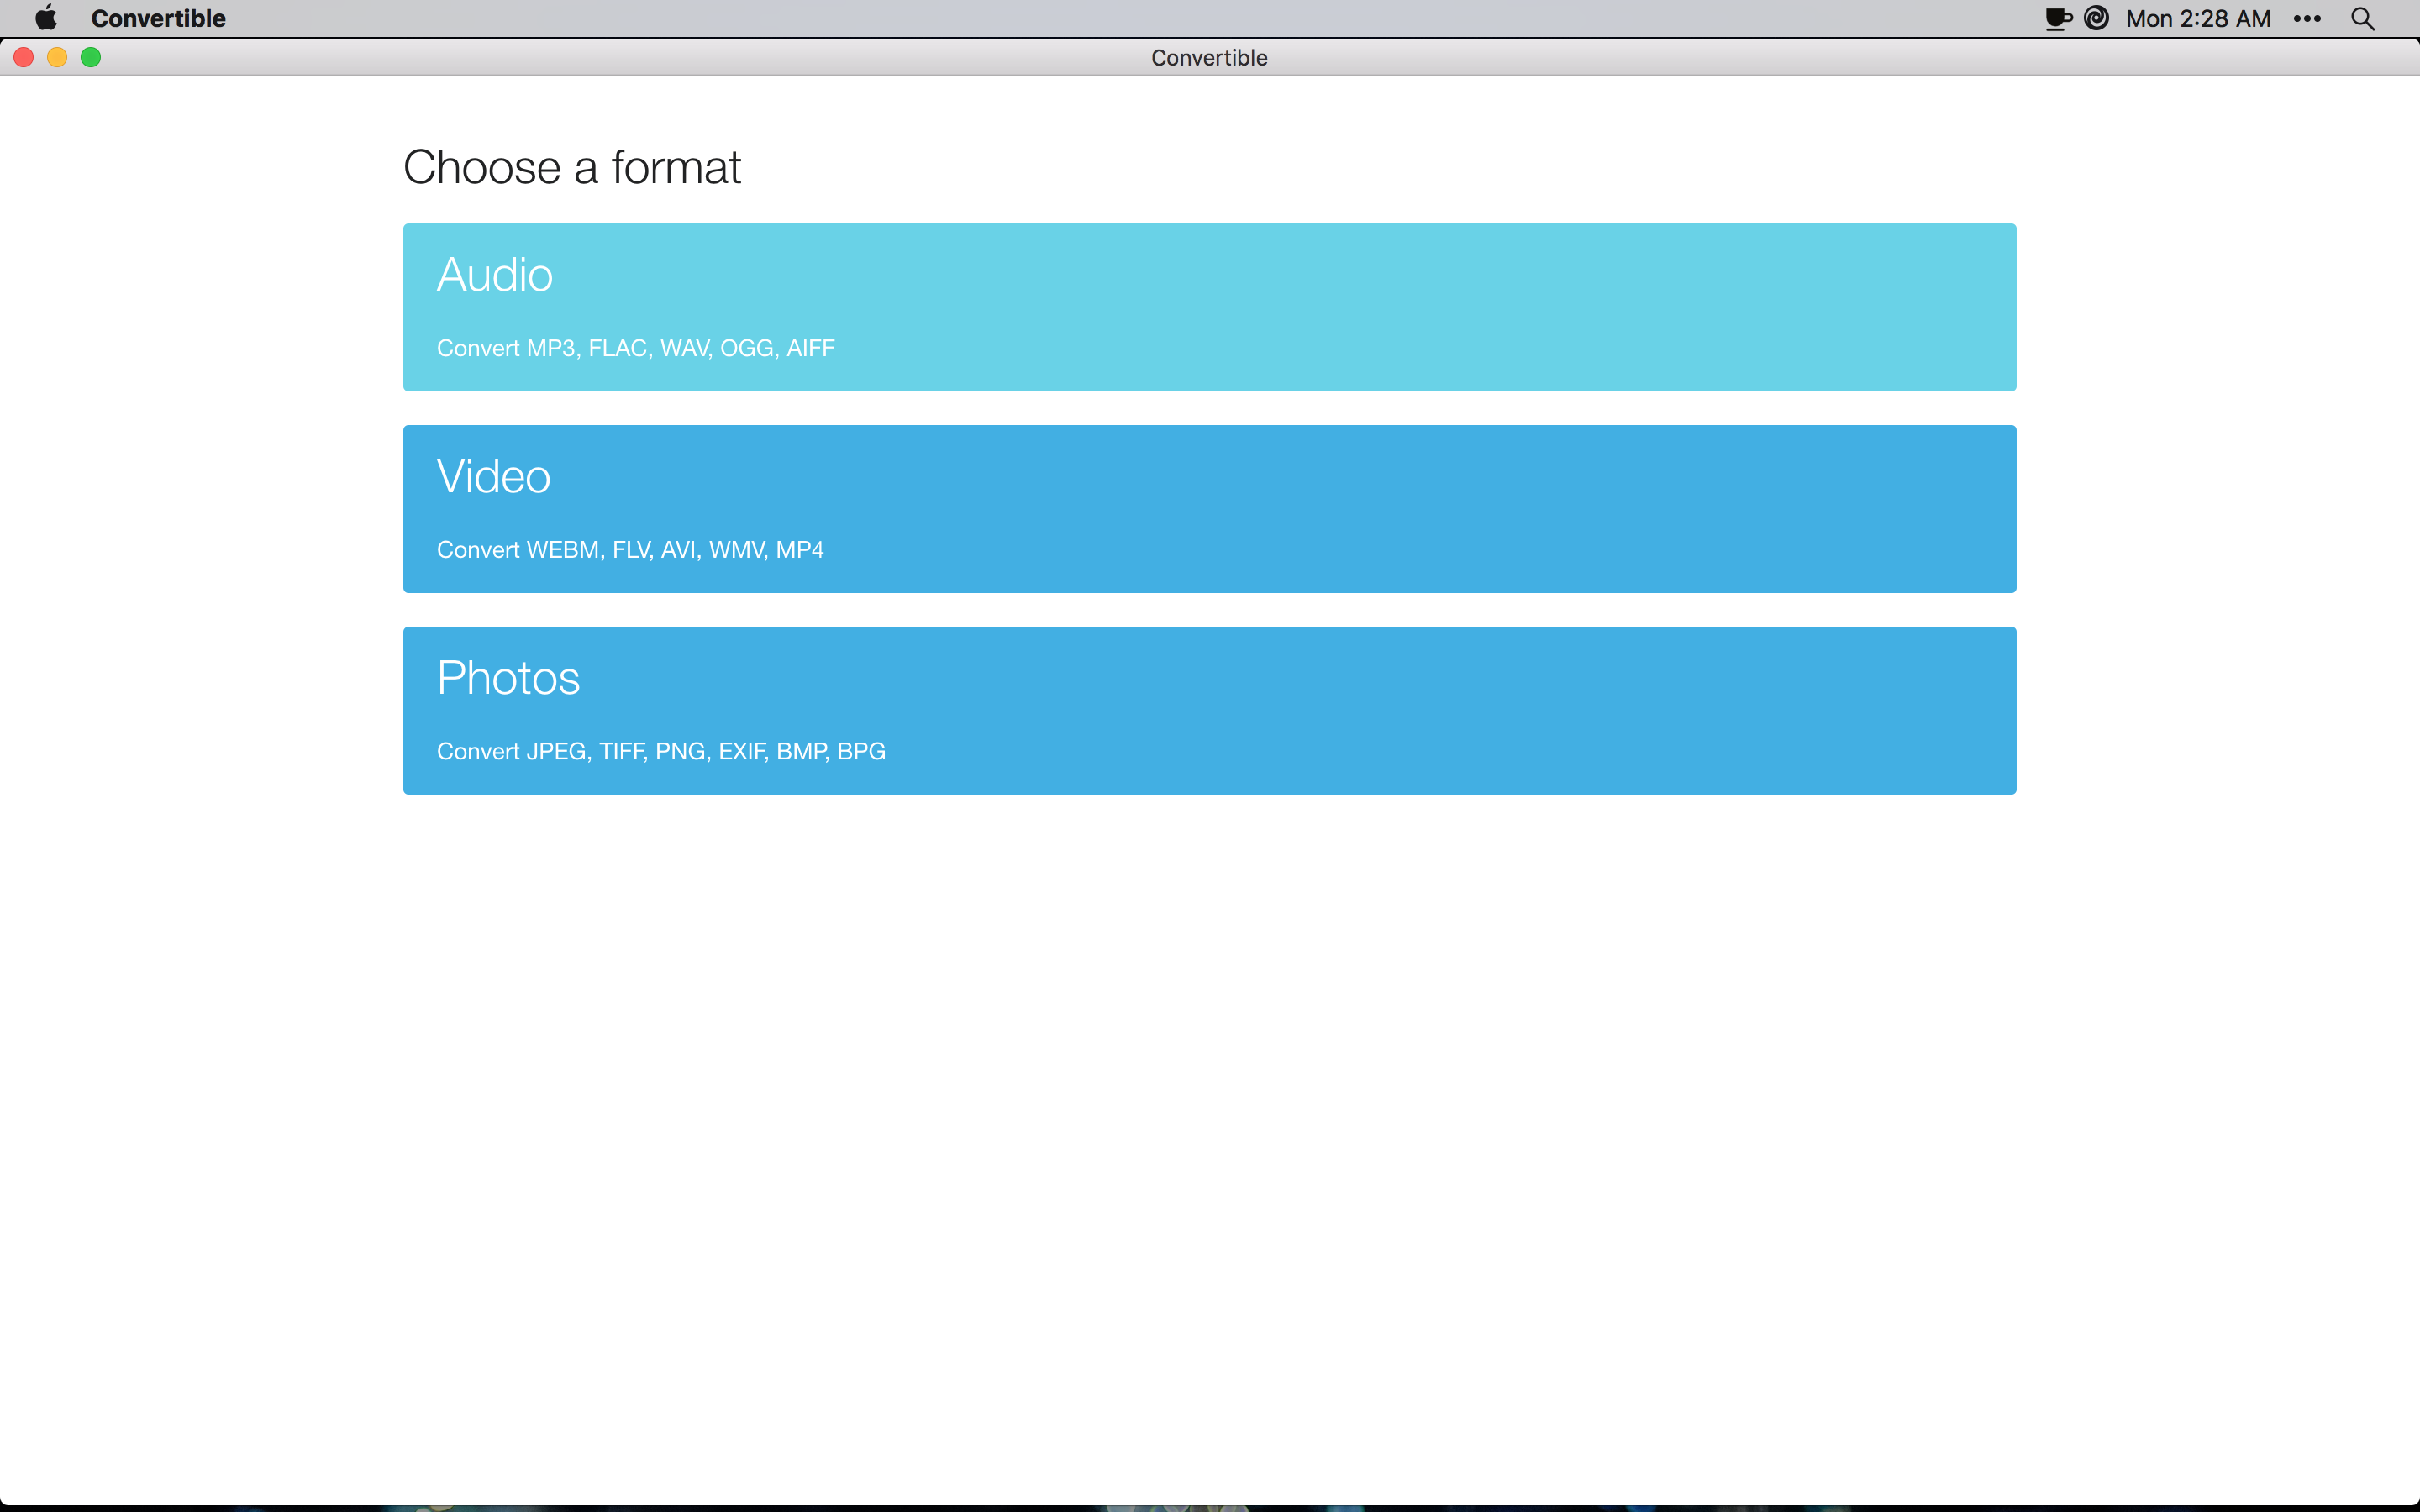 Convertible
Mon 2:28 AM
Convertible
Choose a format
Audio
Convert MP3, FLAC, WAV, OGG, AIFF
Video
Convert WEBM, FLV, AVI, WMV, MP4
Photos
Convert JPEG, TIFF, PNG, EXIF, BMP, BPG